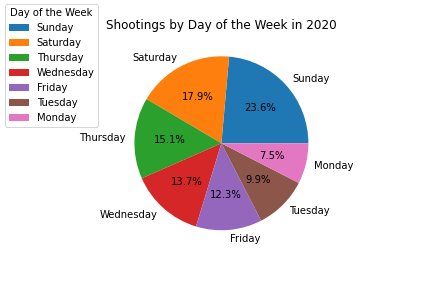 Day of the Week
Sunday
Saturday
Thursday
Wednesday
Friday
Tuesday
Monday
Shootings by Day of the Week in 2020
Saturday
Sunday
17.9%
23.6%
Thursday
15.1%
7.5%
Monday
13.7%
9.9%
12.3%
Wednesday
Tuesday
Friday